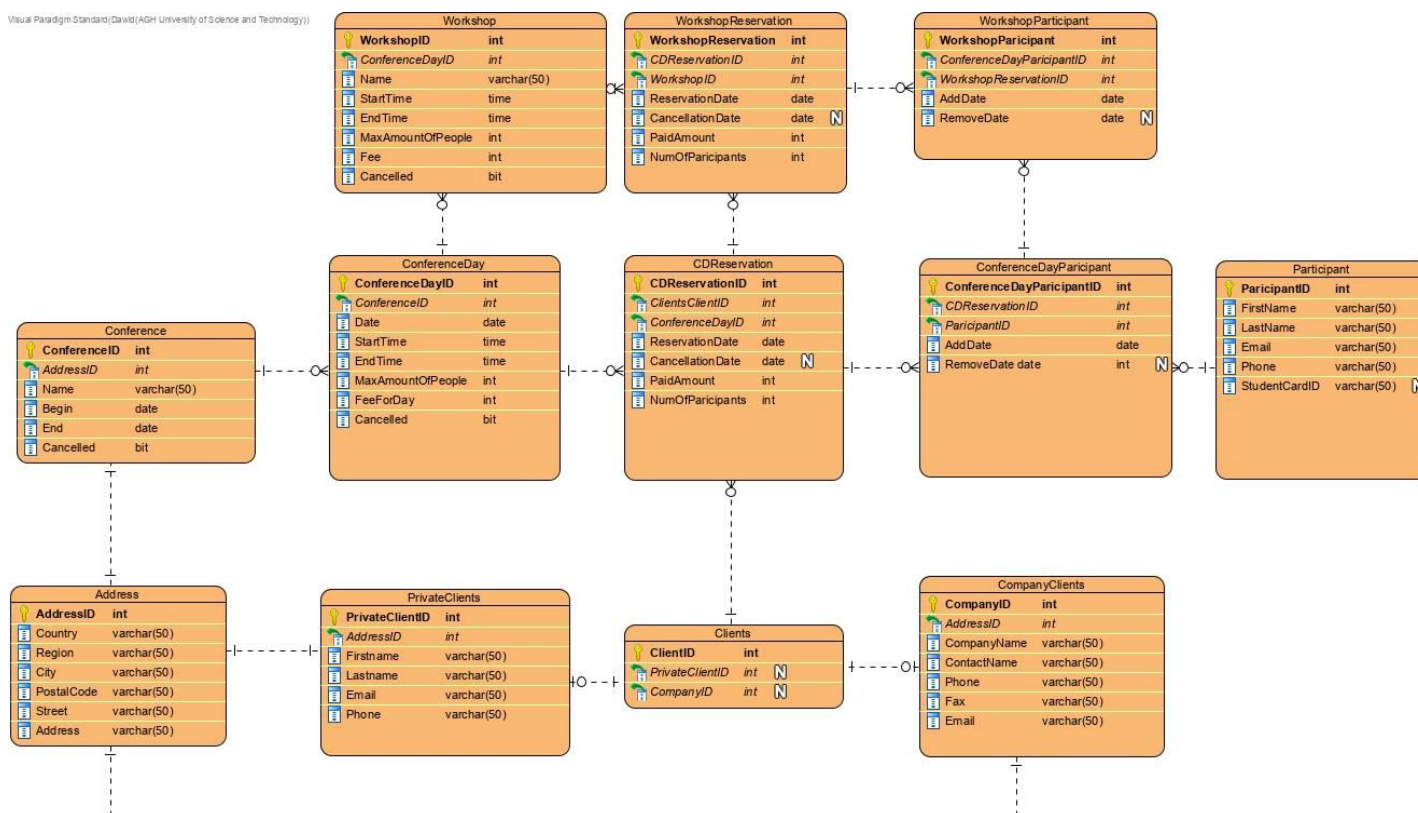 Visual Paradigm Standard(Dawid(AGH University of Science and Technology))
Workshop
WorkshopID int
ConferenceDayID int
Name varchar(50)
StartTime time
EndTime time
MaxAmountOfPeople int
Fee int
Cancelled bit
WorkshopReservation
WorkshopReservation int
CDReservationID int
WorkshopID int
ReservationDate date
CancellationDate date N
PaidAmount int
NumOfParicipants int
WorkshopParticipant
WorkshopParicipant int
ConferenceDayParicipantID int
WorkshopReservationID int
AddDate date
RemoveDate date N
Conference
ConferenceID int
AddressID int
Name varchar(50)
Begin date
End date
Cancelled bit
ConferenceDay
ConferenceDayID int
ConferenceID int
Date date
StartTime time
EndTime time
MaxAmountOfPeople int
FeeForDay int
Cancelled bit
CDReservation
CDReservationID int
ClientsClientID int
ConferenceDayID int
ReservationDate date
CancellationDate date N
PaidAmount int
NumOfParicipants int
ConferenceDayParicipant
ConferenceDayParicipantID int
CDReservationID int
ParicipantID int
AddDate date
RemoveDate date int N
Participant
ParicipantID int
FirstName varchar(50)
LastName varchar(50)
Email varchar(50)
Phone varchar(50)
StudentCardID varchar(50) N
Address
AddressID int
Country varchar(50)
Region varchar(50)
City varchar(50)
PostalCode varchar(50)
Street varchar(50)
Address varchar(50)
PrivateClients
PrivateClientID int
AddressID int
Firstname varchar(50)
Lastname varchar(50)
Email varchar(50)
Phone varchar(50)
Clients
ClientID int
PrivateClientID int N
CompanyID int N
CompanyClients
CompanyID int
AddressID int
CompanyName varchar(50)
ContactName varchar(50)
Phone varchar(50)
Fax varchar(50)
Email varchar(50)